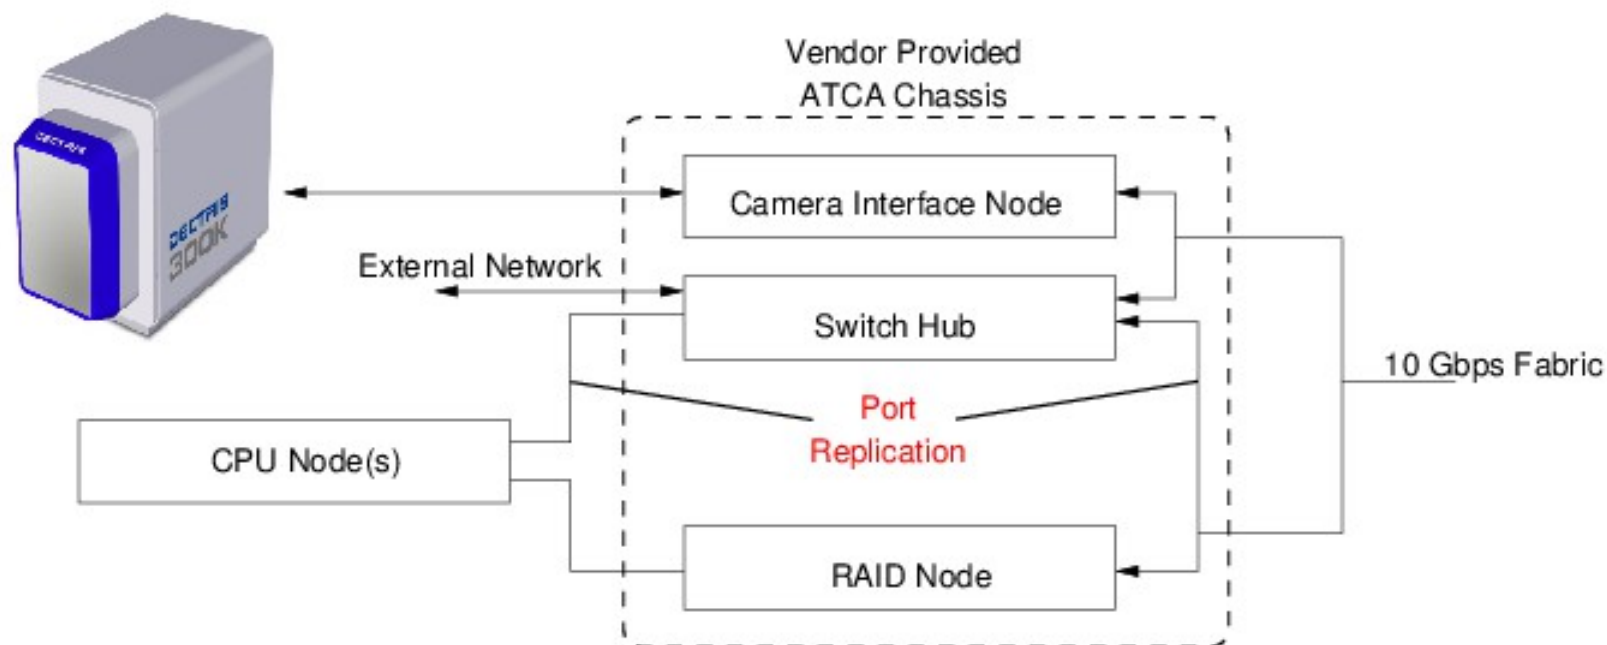 Vendor Provided
ATCA Chassis
DECTRIS
DECTRIS
300K
Camera Interface Node
External Network
Switch Hub
10 Gbps Fabric
Port
Replication
CPU Node(s)
RAID Node